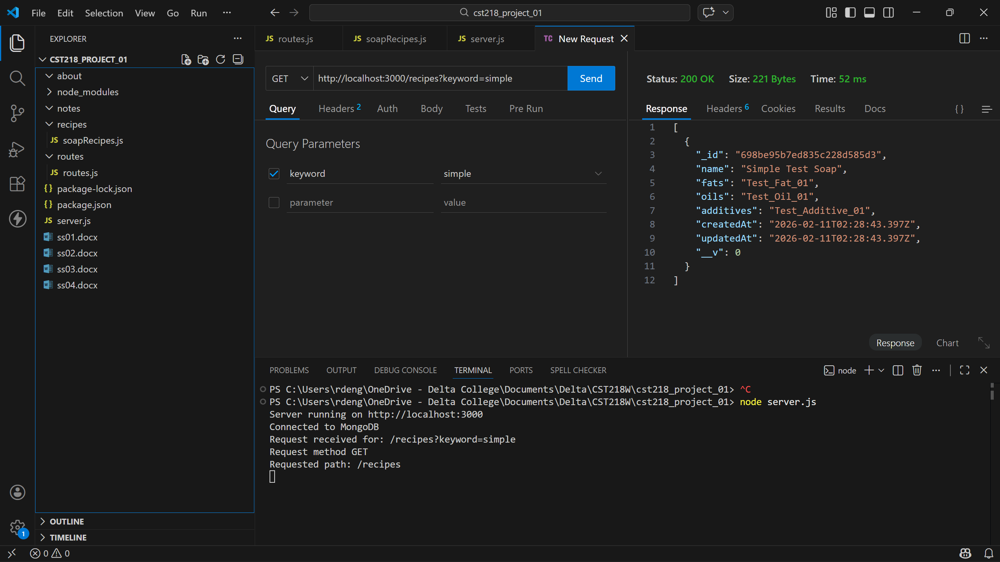 File Edit Selection View Go Run ···
cst218_project_01
EXPLORER
CST218_PROJECT_01
about
node_modules
notes
recipes
JS soapRecipes.js
routes
JS routes.js
{} package-lock.json
{} package.json
JS server.js
ss01.docx
ss02.docx
ss03.docx
ss04.docx
OUTLINE
TIMELINE
JS routes.js
JS soapRecipes.js
JS server.js
TC New Request
GET http://localhost:3000/recipes?keyword=simple Send
Query Headers 2 Auth Body Tests Pre Run
Query Parameters
keyword simple
parameter value
Status: 200 OK Size: 221 Bytes Time: 52 ms
Response Headers 6 Cookies Results Docs {}
1 [
2 {
3 "_id": "698be95b7ed835c228d585d3",
4 "name": "Simple Test Soap",
5 "fats": "Test_Fat_01",
6 "oils": "Test_Oil_01",
7 "additives": "Test_Additive_01",
8 "createdAt": "2026-02-11T02:28:43.397Z",
9 "updatedAt": "2026-02-11T02:28:43.397Z",
10 "__v": 0
11 }
12 ]
Response Chart
PROBLEMS OUTPUT DEBUG CONSOLE TERMINAL PORTS SPELL CHECKER
node
PS C:\Users\rdeng\OneDrive - Delta College\Documents\Delta\CST218W\cst218_project_01> ^C
PS C:\Users\rdeng\OneDrive - Delta College\Documents\Delta\CST218W\cst218_project_01> node server.js
Server running on http://localhost:3000
Connected to MongoDB
Request received for: /recipes?keyword=simple
Request method GET
Requested path: /recipes
1
0 0